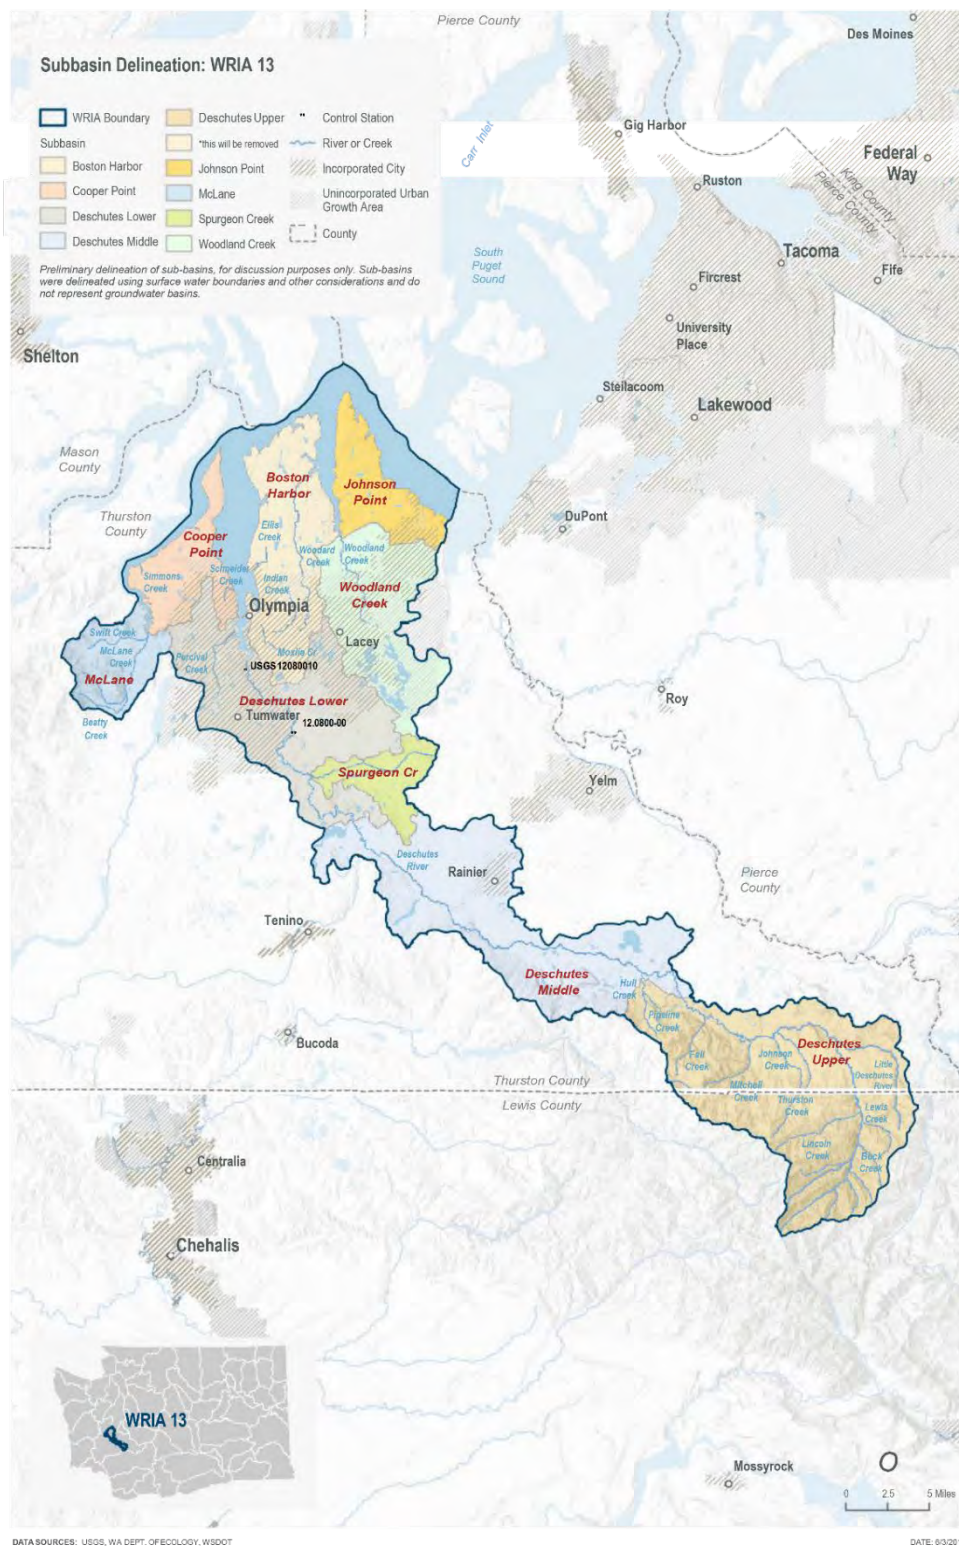 Pierce County
Des Moines
Subbasin Delineation: WRIA 13
WRIA Boundary
Subbasin
Boston Harbor
Cooper Point
Deschutes Lower
Deschutes Middle
Deschutes Upper
*this will be removed
Johnson Point
McLane
Spurgeon Creek
Woodland Creek
Control Station
River or Creek
Incorporated City
Unincorporated Urban
Growth Area
County
Preliminary delineation of sub-basins, for discussion purposes only. Sub-basins
were delineated using surface water boundaries and other considerations and do
not represent groundwater basins.
Carr Inlet
Gig Harbor
Federal
Way
Ruston
King County
Pierce County
Tacoma
Fife
South
Puget
Sound
Fircrest
University
Place
Shelton
Steilacoom
Lakewood
Mason
County
Thurston
County
DuPont
Boston
Harbor
Johnson
Point
Cooper
Point
Ellis
Creek
Woodard
Creek
Woodland
Creek
Simmons
Creek
Schneider
Creek
Indian
Creek
Woodland
Creek
Olympia
Lacey
Swift Creek
McLane
Creek
McLane
Percival
Creek
Moxlie Cr
USGS 12080010
Beatty
Creek
Deschutes Lower
Tumwater
12.0800-00
Roy
Spurgeon Cr
Yelm
Deschutes
River
Rainier
Pierce
County
Tenino
Deschutes
Middle
Hull
Creek
Pipeline
Creek
Bucoda
Fall
Creek
Johnson
Creek
Deschutes
Upper
Little
Deschutes
River
Mitchell
Creek
Thurston
Creek
Lewis
Creek
Thurston County
Lewis County
Lincoln
Creek
Buck
Creek
Centralia
Chehalis
WRIA 13
Mossyrock
0 2.5 5 Miles
DATA SOURCES: USGS, WA DEPT. OF ECOLOGY, WSDOT
DATE: 8/3/201